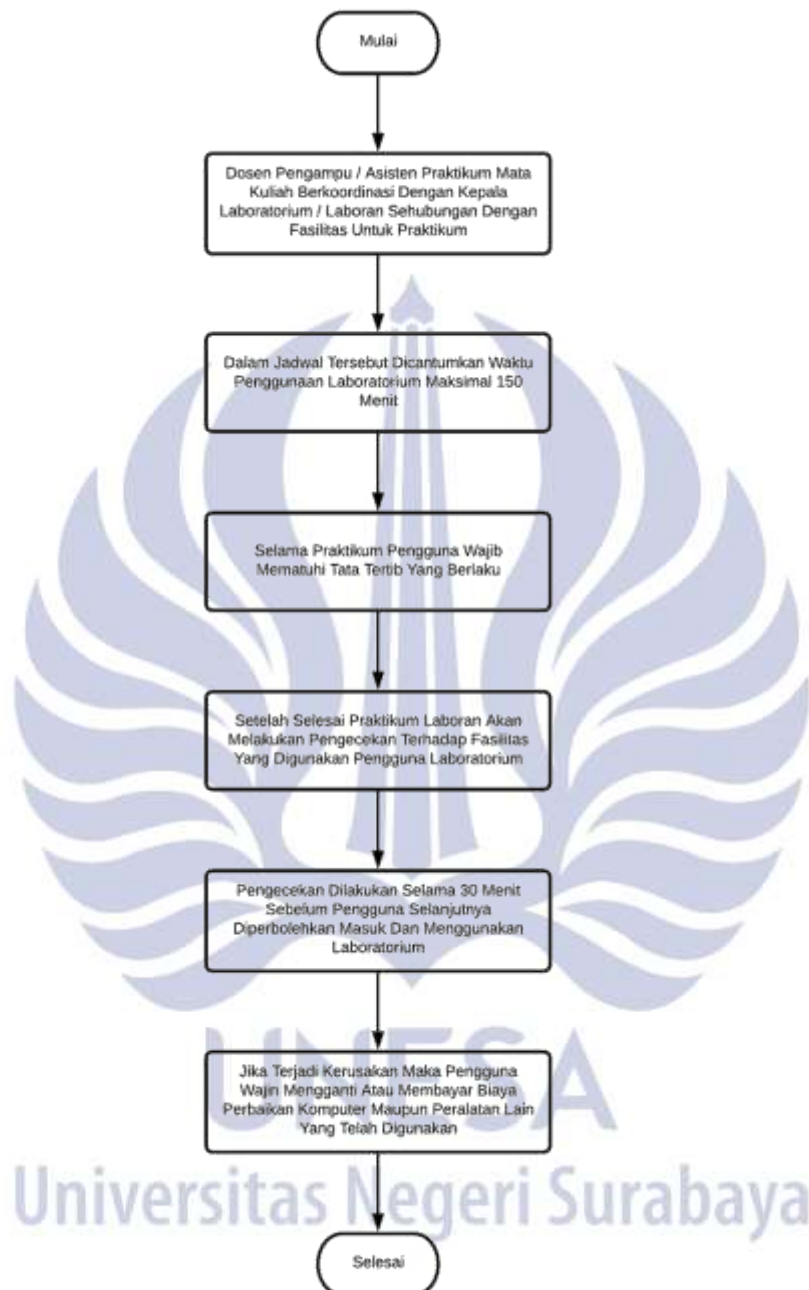 Mulai
Dosen Pengampu / Asisten Praktikum Mata
Kuliah Berkoordinasi Dengan Kepala
Laboratorium / Laboran Sehubungan Dengan
Fasilitas Untuk Praktikum
Dalam Jadwal Tersebut Dicantumkan Waktu
Penggunaan Laboratorium Maksimal 150
Menit
Selama Praktikum Pengguna Wajib
Mematuhi Tata Tertib Yang Berlaku
Setelah Selesai Praktikum Laboran Akan
Melakukan Pengecekan Terhadap Fasilitas
Yang Digunakan Pengguna Laboratorium
Pengecekan Dilakukan Selama 30 Menit
Sebelum Pengguna Selanjutnya
Diperbolehkan Masuk Dan Menggunakan
Laboratorium
UNESA
Jika Terjadi Kerusakan Maka Pengguna
Wajin Mengganti Atau Membayar Biaya
Perbaikan Komputer Maupun Peralatan Lain
Yang Telah Digunakan
Universitas Negeri Surabaya
Selesai